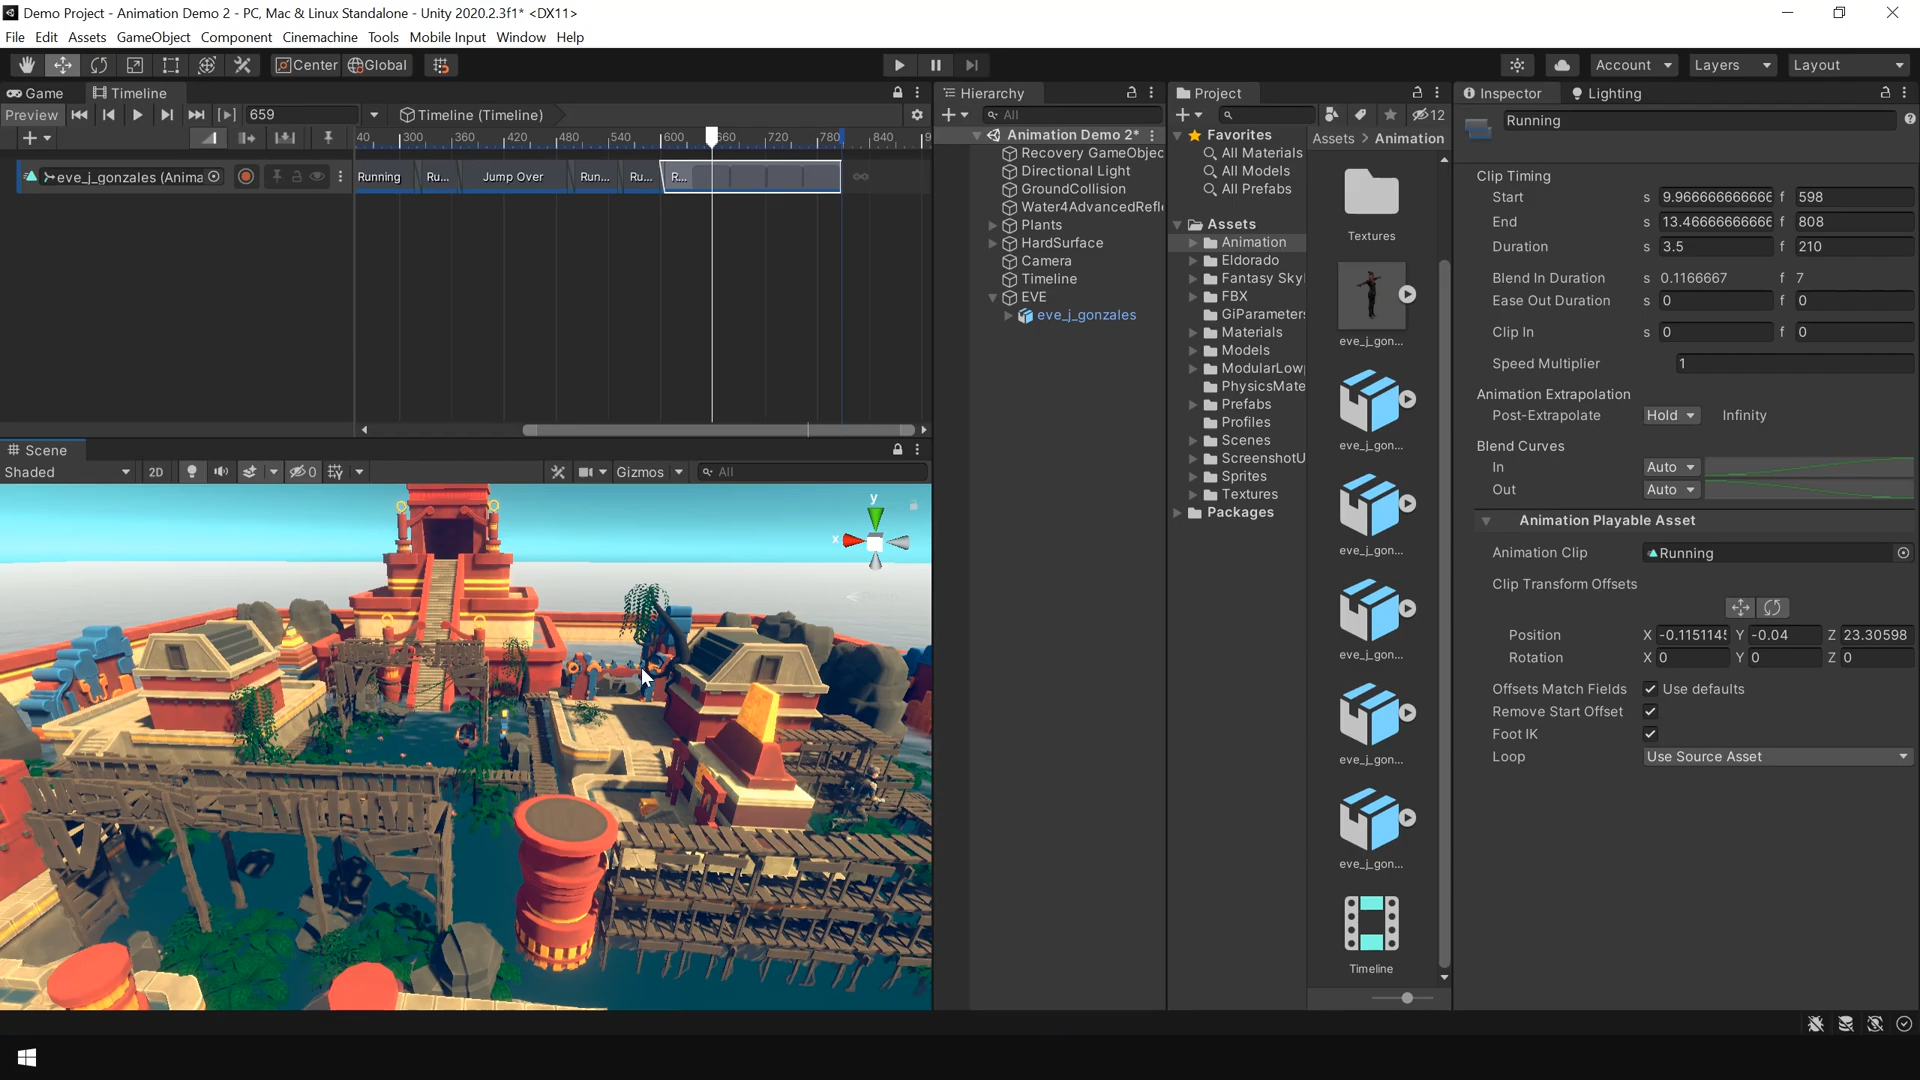 Demo Project - Animation Demo 2 - PC, Mac & Linux Standalone - Unity 2020.2.3f1* <DX11>
File Edit Assets GameObject Component Cinemachine Tools Mobile Input Window Help
Center Global
Account Layers Layout
Game Timeline
Preview 659 Timeline (Timeline)
40 300 360 420 480 540 600 660 720 780 840 9
eve_j_gonzales (Anima
Running Ru... Jump Over Run... Ru... R...
Scene
Shaded 2D 0 Gizmos All
y
x
Hierarchy
All
Animation Demo 2*
Recovery GameObjec
Directional Light
GroundCollision
Water4AdvancedRefle
Plants
HardSurface
Camera
Timeline
EVE
eve_j_gonzales
Project
12
Favorites
All Materials
All Models
All Prefabs
Assets
Animation
Eldorado
Fantasy Sky
FBX
GiParameters
Materials
Models
ModularLow
PhysicsMate
Prefabs
Profiles
Scenes
ScreenshotU
Sprites
Textures
Packages
Assets > Animation
Textures
eve_j_gon...
eve_j_gon...
eve_j_gon...
eve_j_gon...
eve_j_gon...
eve_j_gon...
Timeline
Inspector Lighting
Running
Clip Timing
Start s 9.96666666666 f 598
End s 13.4666666666 f 808
Duration s 3.5 f 210
Blend In Duration s 0.1166667 f 7
Ease Out Duration s 0 f 0
Clip In s 0 f 0
Speed Multiplier 1
Animation Extrapolation
Post-Extrapolate Hold Infinity
Blend Curves
In Auto
Out Auto
Animation Playable Asset
Animation Clip Running
Clip Transform Offsets
Position X -0.115114 Y -0.04 Z 23.30598
Rotation X 0 Y 0 Z 0
Offsets Match Fields Use defaults
Remove Start Offset
Foot IK
Loop Use Source Asset